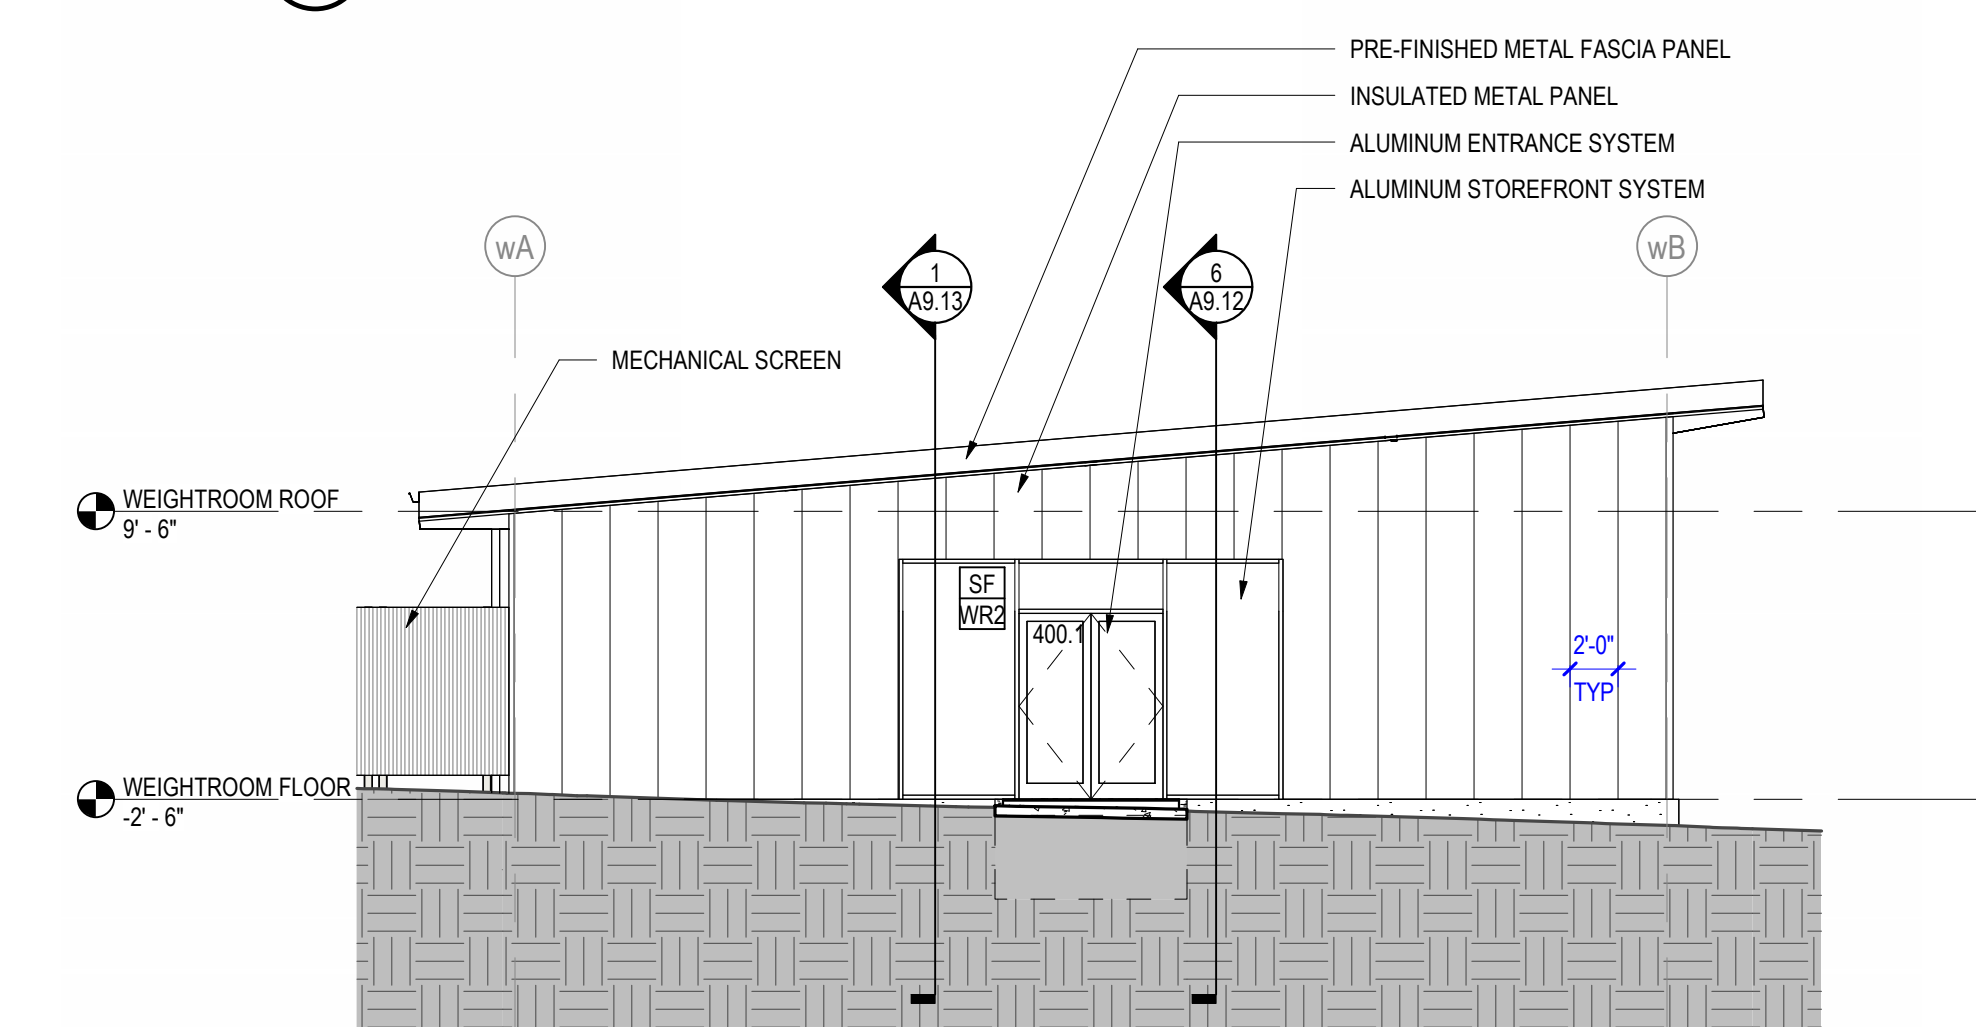 PRE-FINISHED METAL FASCIA PANEL
INSULATED METAL PANEL
ALUMINUM ENTRANCE SYSTEM
ALUMINUM STOREFRONT SYSTEM
wA
wB
1
A9.13
6
A9.12
MECHANICAL SCREEN
WEIGHTROOM ROOF
9' - 6"
SF
WR2
400.1
2'-0"
TYP
WEIGHTROOM FLOOR
-2' - 6"